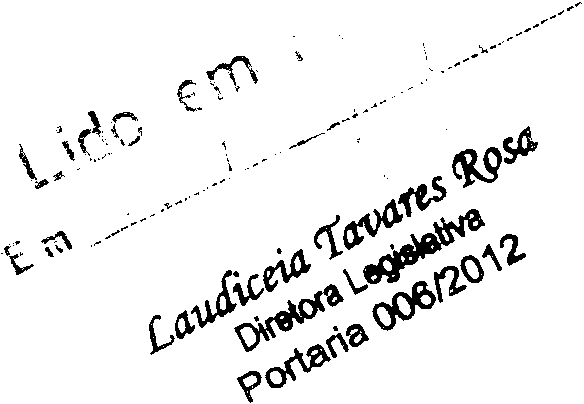 Lido em
Em
Laudiceia Tavares Rosa
Diretora Legislativa
Portaria 006/2012